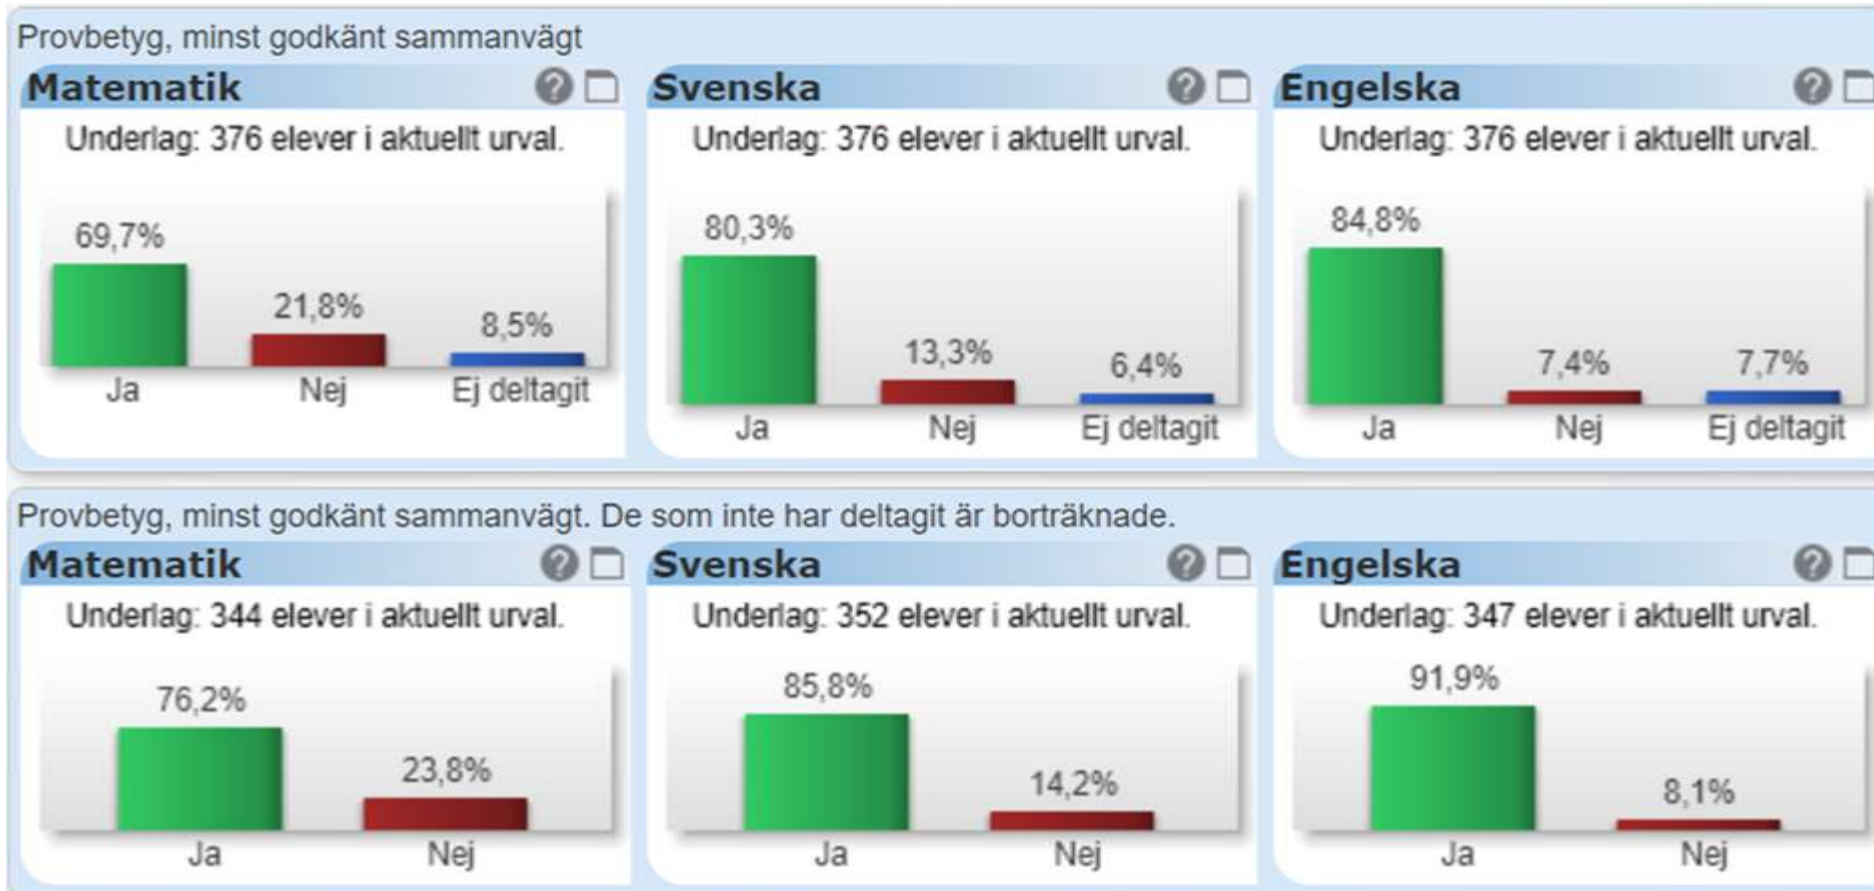 Provbetyg, minst godkänt sammanvägt
Matematik
Underlag: 376 elever i aktuellt urval.
69,7%
21,8%
8,5%
Ja
Nej
Ej deltagit
Svenska
Underlag: 376 elever i aktuellt urval.
80,3%
13,3%
6,4%
Ja
Nej
Ej deltagit
Engelska
Underlag: 376 elever i aktuellt urval.
84,8%
7,4%
7,7%
Ja
Nej
Ej deltagit
Provbetyg, minst godkänt sammanvägt. De som inte har deltagit är borträknade.
Matematik
Underlag: 344 elever i aktuellt urval.
76,2%
23,8%
Ja
Nej
Svenska
Underlag: 352 elever i aktuellt urval.
85,8%
14,2%
Ja
Nej
Engelska
Underlag: 347 elever i aktuellt urval.
91,9%
8,1%
Ja
Nej